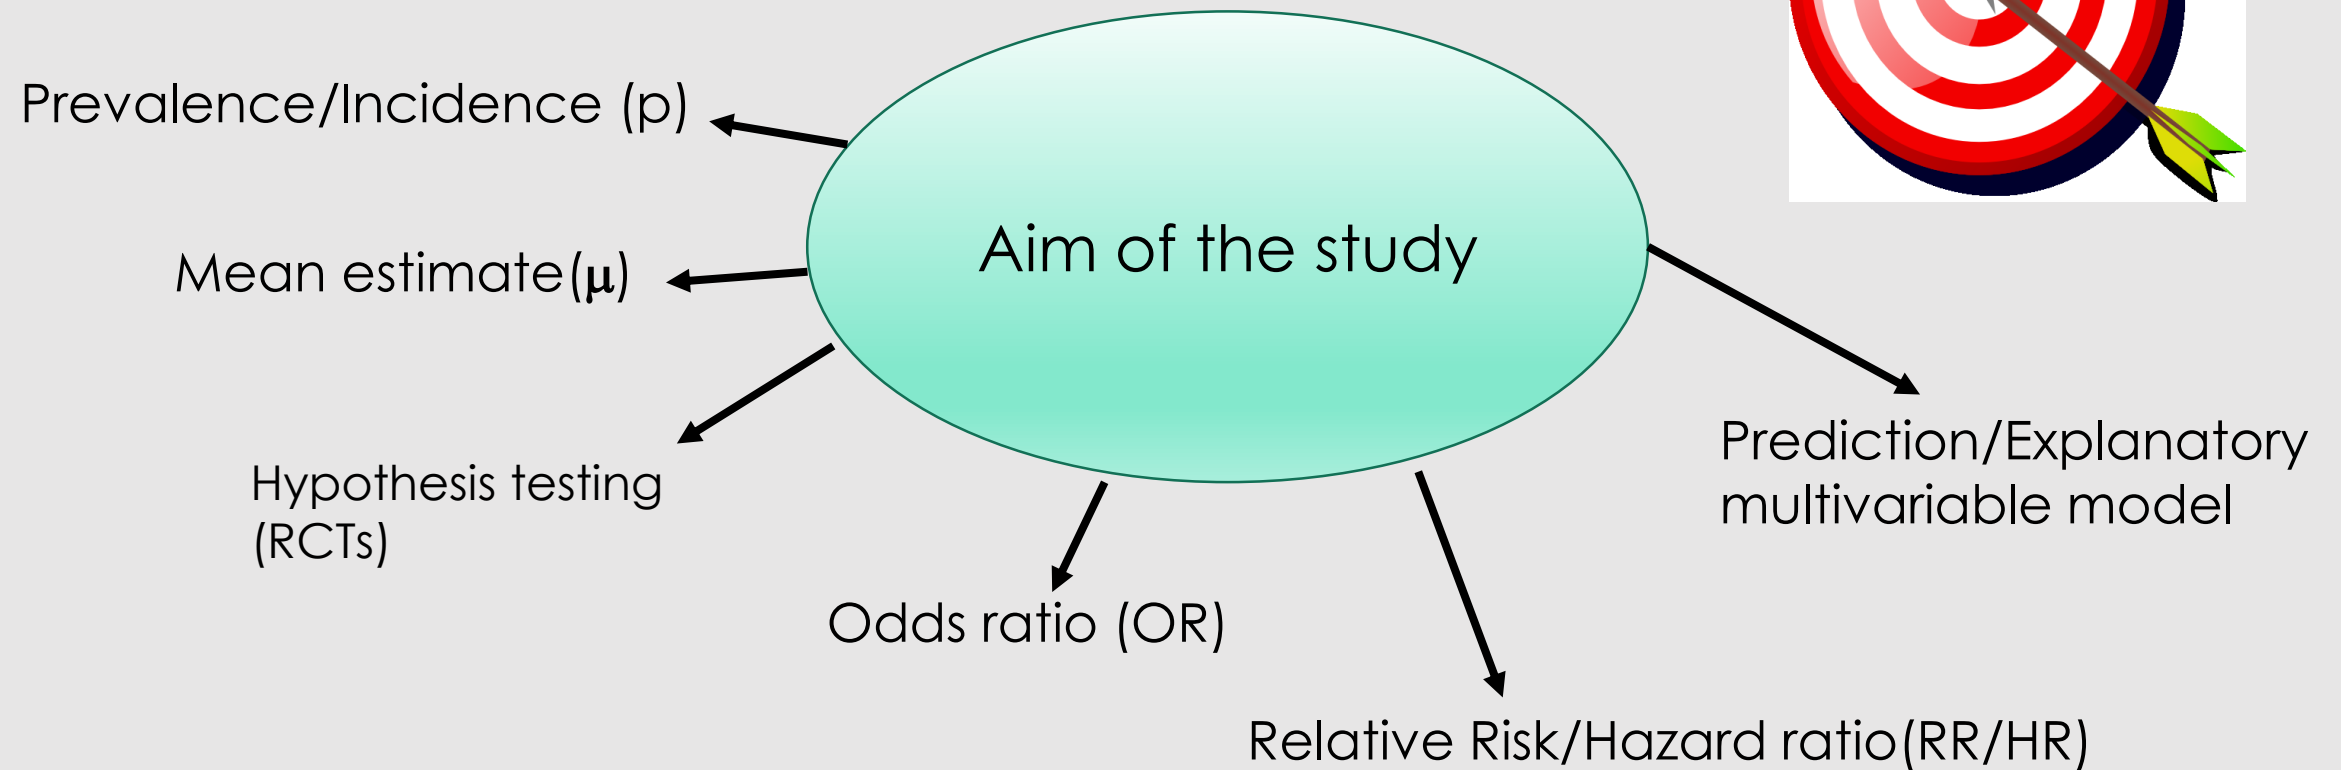 Prevalence/Incidence (p)
Mean estimate(μ)
Aim of the study
Hypothesis testing
(RCTs)
Odds ratio (OR)
Relative Risk/Hazard ratio(RR/HR)
Prediction/Explanatory
multivariable model